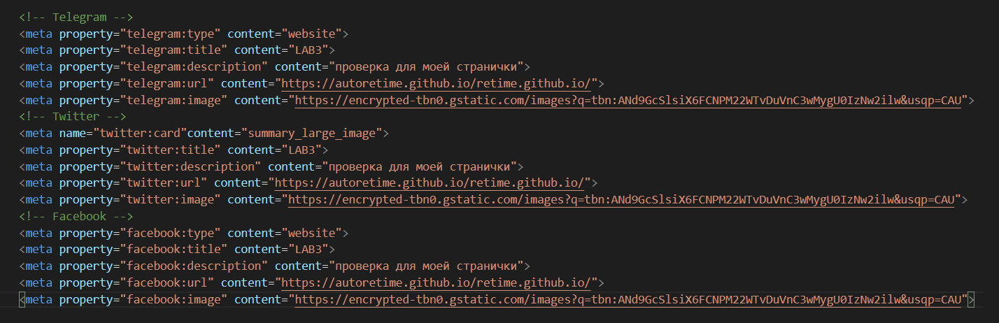 <!-- Telegram -->
<meta property="telegram:type" content="website">
<meta property="telegram:title" content="LAB3">
<meta property="telegram:description" content="проверка для моей странички">
<meta property="telegram:url" content="https://autoretime.github.io/retime.github.io/">
<meta property="telegram:image" content="https://encrypted-tbn0.gstatic.com/images?q=tbn:ANd9GcSlsiX6FCNPM22WTvDuVnC3wMygU0IzNw2ilw&usqp=CAU">
<!-- Twitter -->
<meta name="twitter:card"content="summary_large_image">
<meta property="twitter:title" content="LAB3">
<meta property="twitter:description" content="проверка для моей странички">
<meta property="twitter:url" content="https://autoretime.github.io/retime.github.io/">
<meta property="twitter:image" content="https://encrypted-tbn0.gstatic.com/images?q=tbn:ANd9GcSlsiX6FCNPM22WTvDuVnC3wMygU0IzNw2ilw&usqp=CAU">
<!-- Facebook -->
<meta property="facebook:type" content="website">
<meta property="facebook:title" content="LAB3">
<meta property="facebook:description" content="проверка для моей странички">
<meta property="facebook:url" content="https://autoretime.github.io/retime.github.io/">
<meta property="facebook:image" content="https://encrypted-tbn0.gstatic.com/images?q=tbn:ANd9GcSlsiX6FCNPM22WTvDuVnC3wMygU0IzNw2ilw&usqp=CAU">